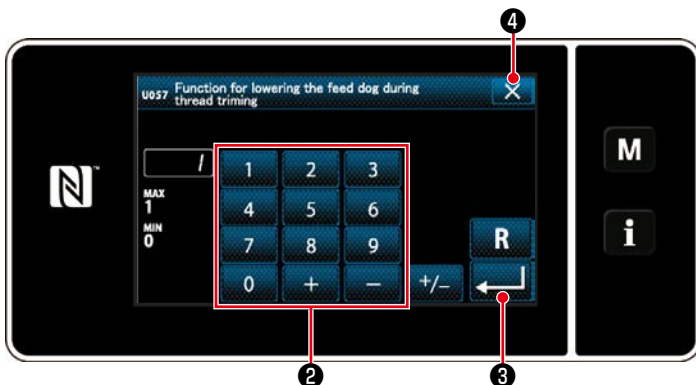 ❹
U057 Function for lowering the feed dog during
thread triming
1
MAX
1
MIN
0
1 2 3
4 5 6
7 8 9
0 + − +/−
R
M
i
N
❷
❸